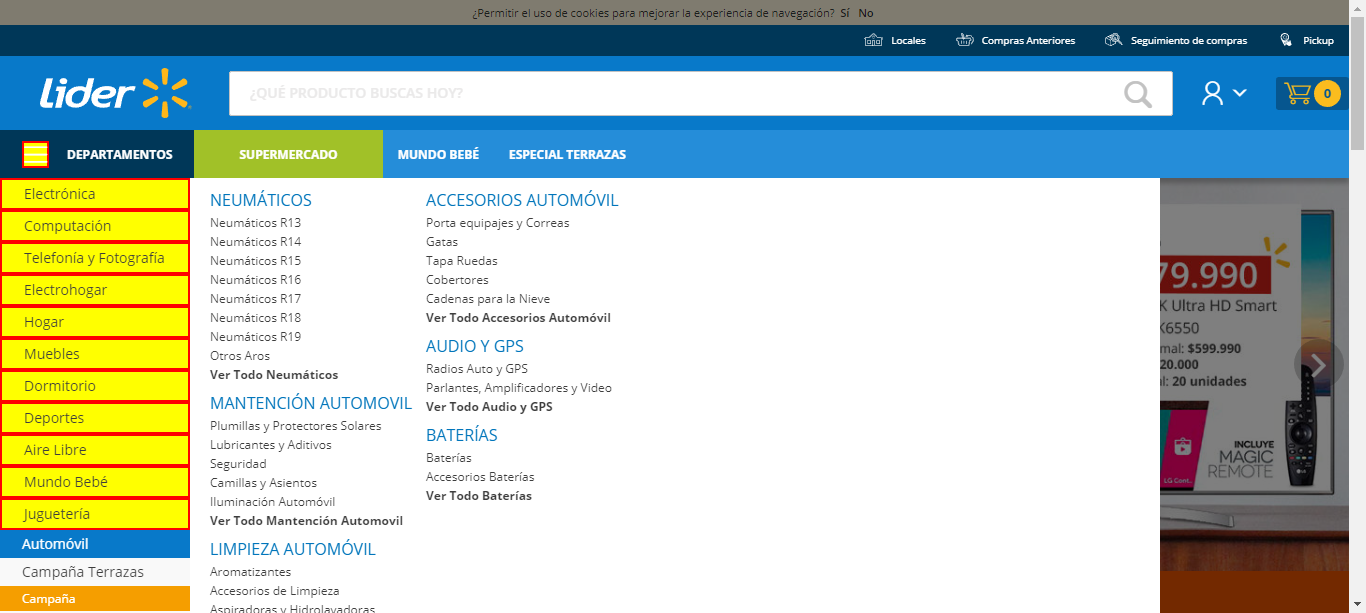 ¿Permitir el uso de cookies para mejorar la experiencia de navegación? Sí No
Locales
Compras Anteriores
Seguimiento de compras
Pickup
Lider
¿QUÉ PRODUCTO BUSCAS HOY?
0
DEPARTAMENTOS
SUPERMERCADO
MUNDO BEBÉ
ESPECIAL TERRAZAS
Electrónica
Computación
Telefonía y Fotografía
Electrohogar
Hogar
Muebles
Dormitorio
Deportes
Aire Libre
Mundo Bebé
Juguetería
Automóvil
Campaña Terrazas
Campaña
NEUMÁTICOS
Neumáticos R13
Neumáticos R14
Neumáticos R15
Neumáticos R16
Neumáticos R17
Neumáticos R18
Neumáticos R19
Otros Aros
Ver Todo Neumáticos
MANTENCIÓN AUTOMOVIL
Plumillas y Protectores Solares
Lubricantes y Aditivos
Seguridad
Camillas y Asientos
Iluminación Automóvil
Ver Todo Mantención Automovil
LIMPIEZA AUTOMÓVIL
Aromatizantes
Accesorios de Limpieza
Aspiradoras y Hidrolavadoras
ACCESORIOS AUTOMÓVIL
Porta equipajes y Correas
Gatas
Tapa Ruedas
Cobertores
Cadenas para la Nieve
Ver Todo Accesorios Automóvil
AUDIO Y GPS
Radios Auto y GPS
Parlantes, Amplificadores y Video
Ver Todo Audio y GPS
BATERÍAS
Baterías
Accesorios Baterías
Ver Todo Baterías
79.990
K Ultra HD Smart
K6550
mal: $599.990
20.000
l: 20 unidades
INCLUYE
MAGIC
REMOTE
LG Cont.